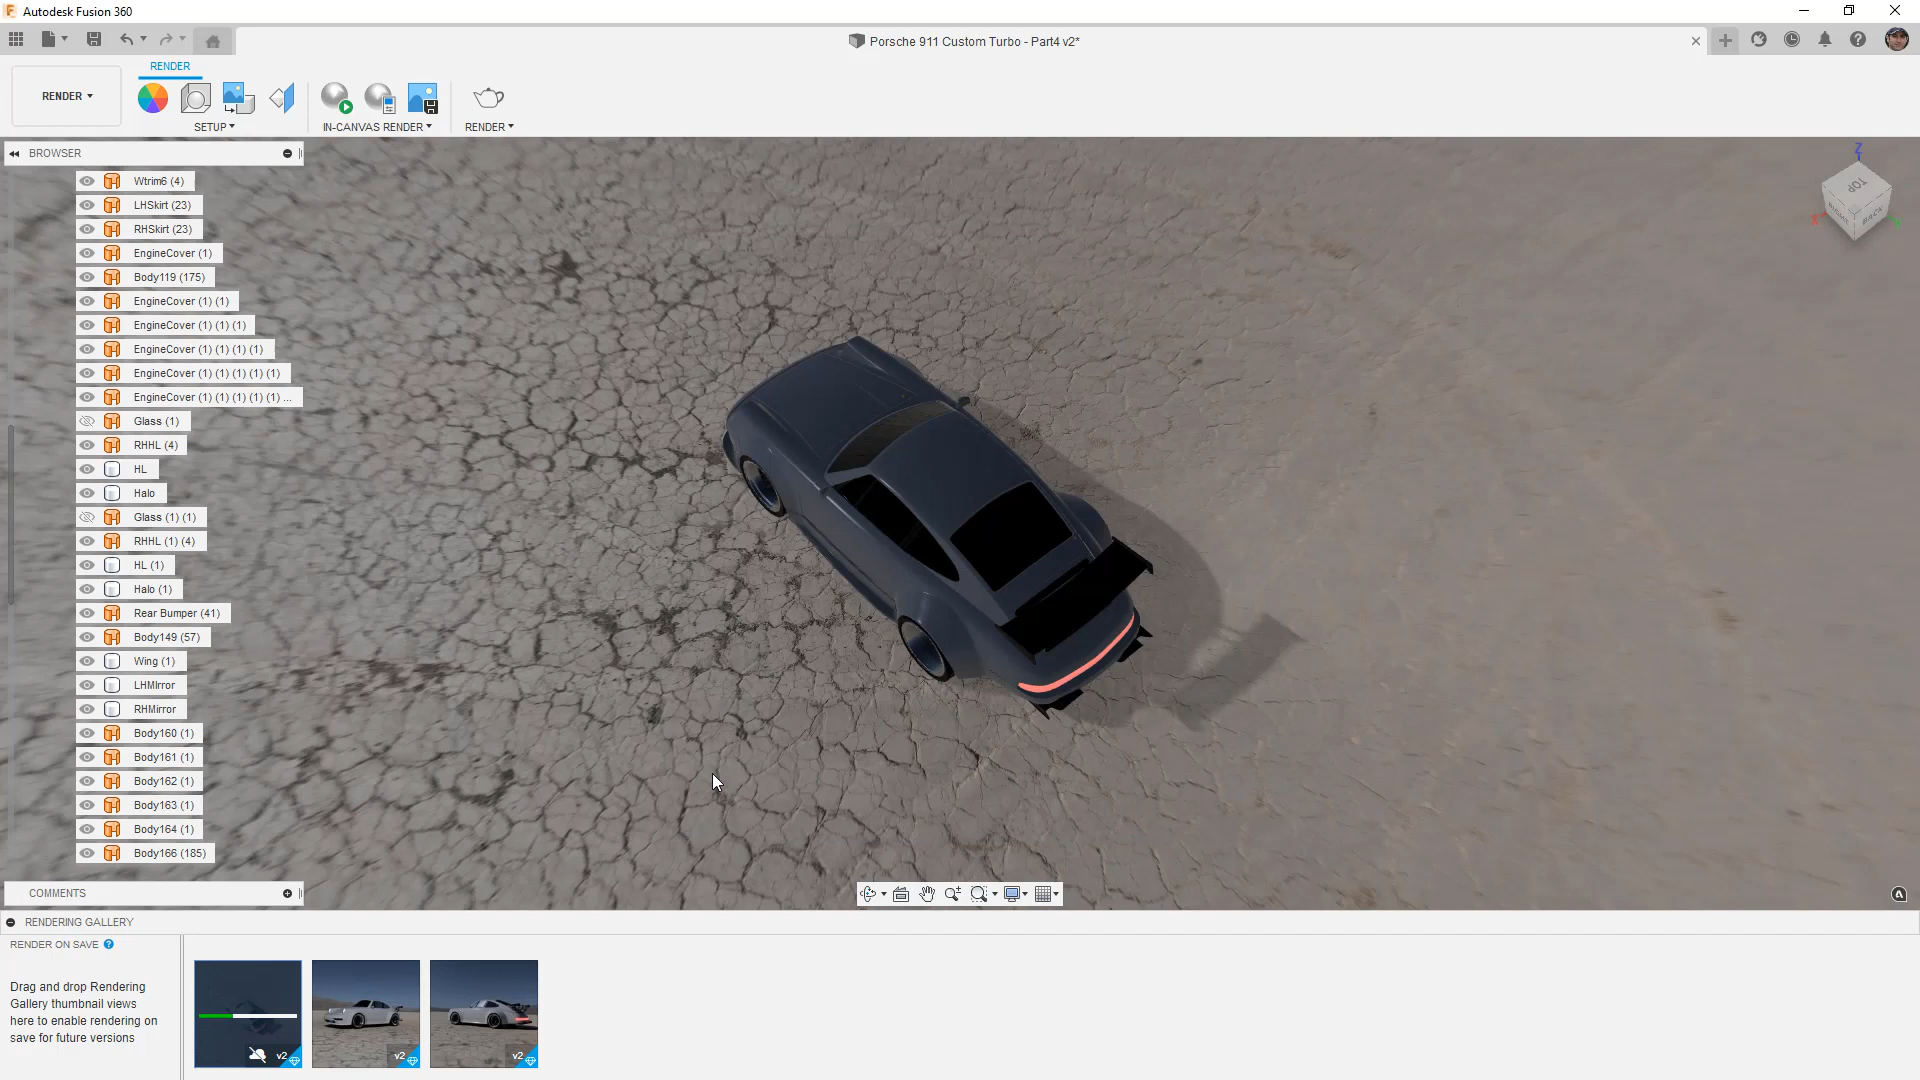 Autodesk Fusion 360
Porsche 911 Custom Turbo - Part4 v2*
RENDER
RENDER
SETUP
IN-CANVAS RENDER
RENDER
BROWSER
Wtrim6 (4)
LHSkirt (23)
RHSkirt (23)
EngineCover (1)
Body119 (175)
EngineCover (1) (1)
EngineCover (1) (1) (1)
EngineCover (1) (1) (1) (1)
EngineCover (1) (1) (1) (1) (1)
EngineCover (1) (1) (1) (1) (1) ...
Glass (1)
RHHL (4)
HL
Halo
Glass (1) (1)
RHHL (1) (4)
HL (1)
Halo (1)
Rear Bumper (41)
Body149 (57)
Wing (1)
LHMIrror
RHMirror
Body160 (1)
Body161 (1)
Body162 (1)
Body163 (1)
Body164 (1)
Body166 (185)
Z
TOP
RIGHT
BACK
X
COMMENTS
RENDERING GALLERY
RENDER ON SAVE
Drag and drop Rendering
Gallery thumbnail views
here to enable rendering on
save for future versions
v2
v2
v2